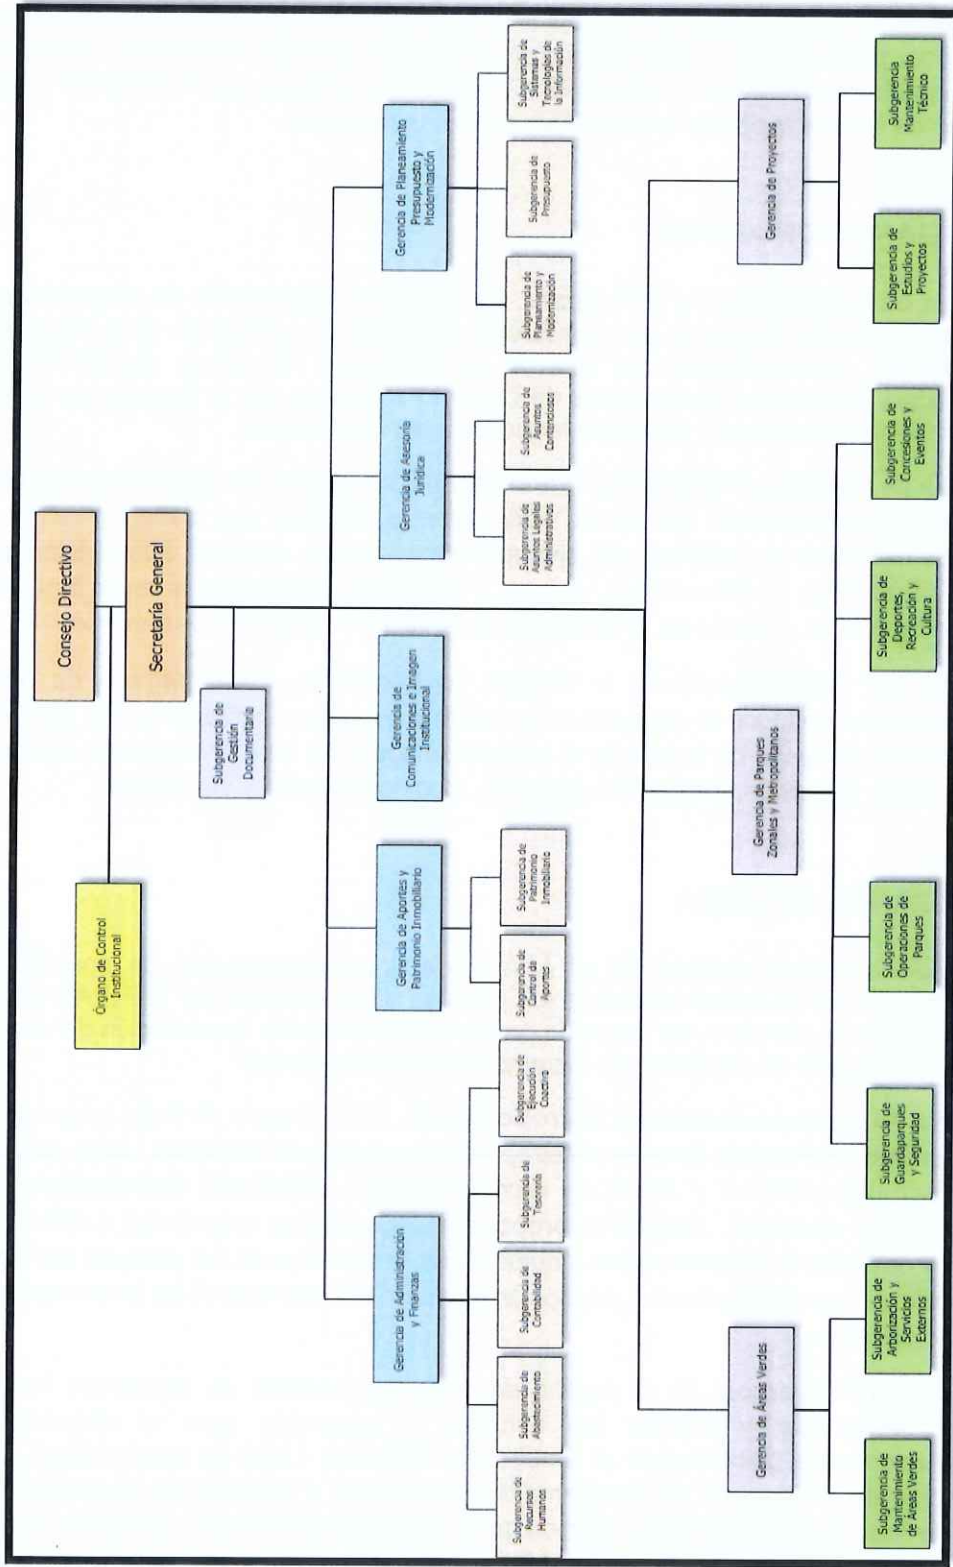 Consejo Directivo
Órgano de Control
Institucional
Secretaría General
Subgerencia de
Gestión
Documentaria
Gerencia de Administración
y Finanzas
Gerencia de Aportes y
Patrimonio Inmobiliario
Gerencia de
Comunicaciones e Imagen
Institucional
Gerencia de Asesoría
Jurídica
Gerencia de Planeamiento
Presupuesto y
Modernización
Subgerencia de
Recursos
Humanos
Subgerencia de
Abastecimiento
Subgerencia de
Contabilidad
Subgerencia de
Tesorería
Subgerencia de
Ejecución
Coactiva
Subgerencia de
Control de
Aportes
Subgerencia de
Patrimonio
Inmobiliario
Subgerencia de
Asuntos Legales
Administrativos
Subgerencia de
Asuntos
Contenciosos
Subgerencia de
Planeamiento y
Modernización
Subgerencia de
Presupuesto
Subgerencia de
Sistemas y
Tecnologías de
la Información
Gerencia de Áreas Verdes
Gerencia de Parques
Zonales y Metropolitanos
Gerencia de Proyectos
Subgerencia de
Mantenimiento
de Áreas Verdes
Subgerencia de
Arborización y
Servicios
Externos
Subgerencia de
Guardaparques
y Seguridad
Subgerencia de
Operaciones de
Parques
Subgerencia de
Deportes,
Recreación y
Cultura
Subgerencia de
Concesiones y
Eventos
Subgerencia de
Estudios y
Proyectos
Subgerencia
Mantenimiento
Técnico